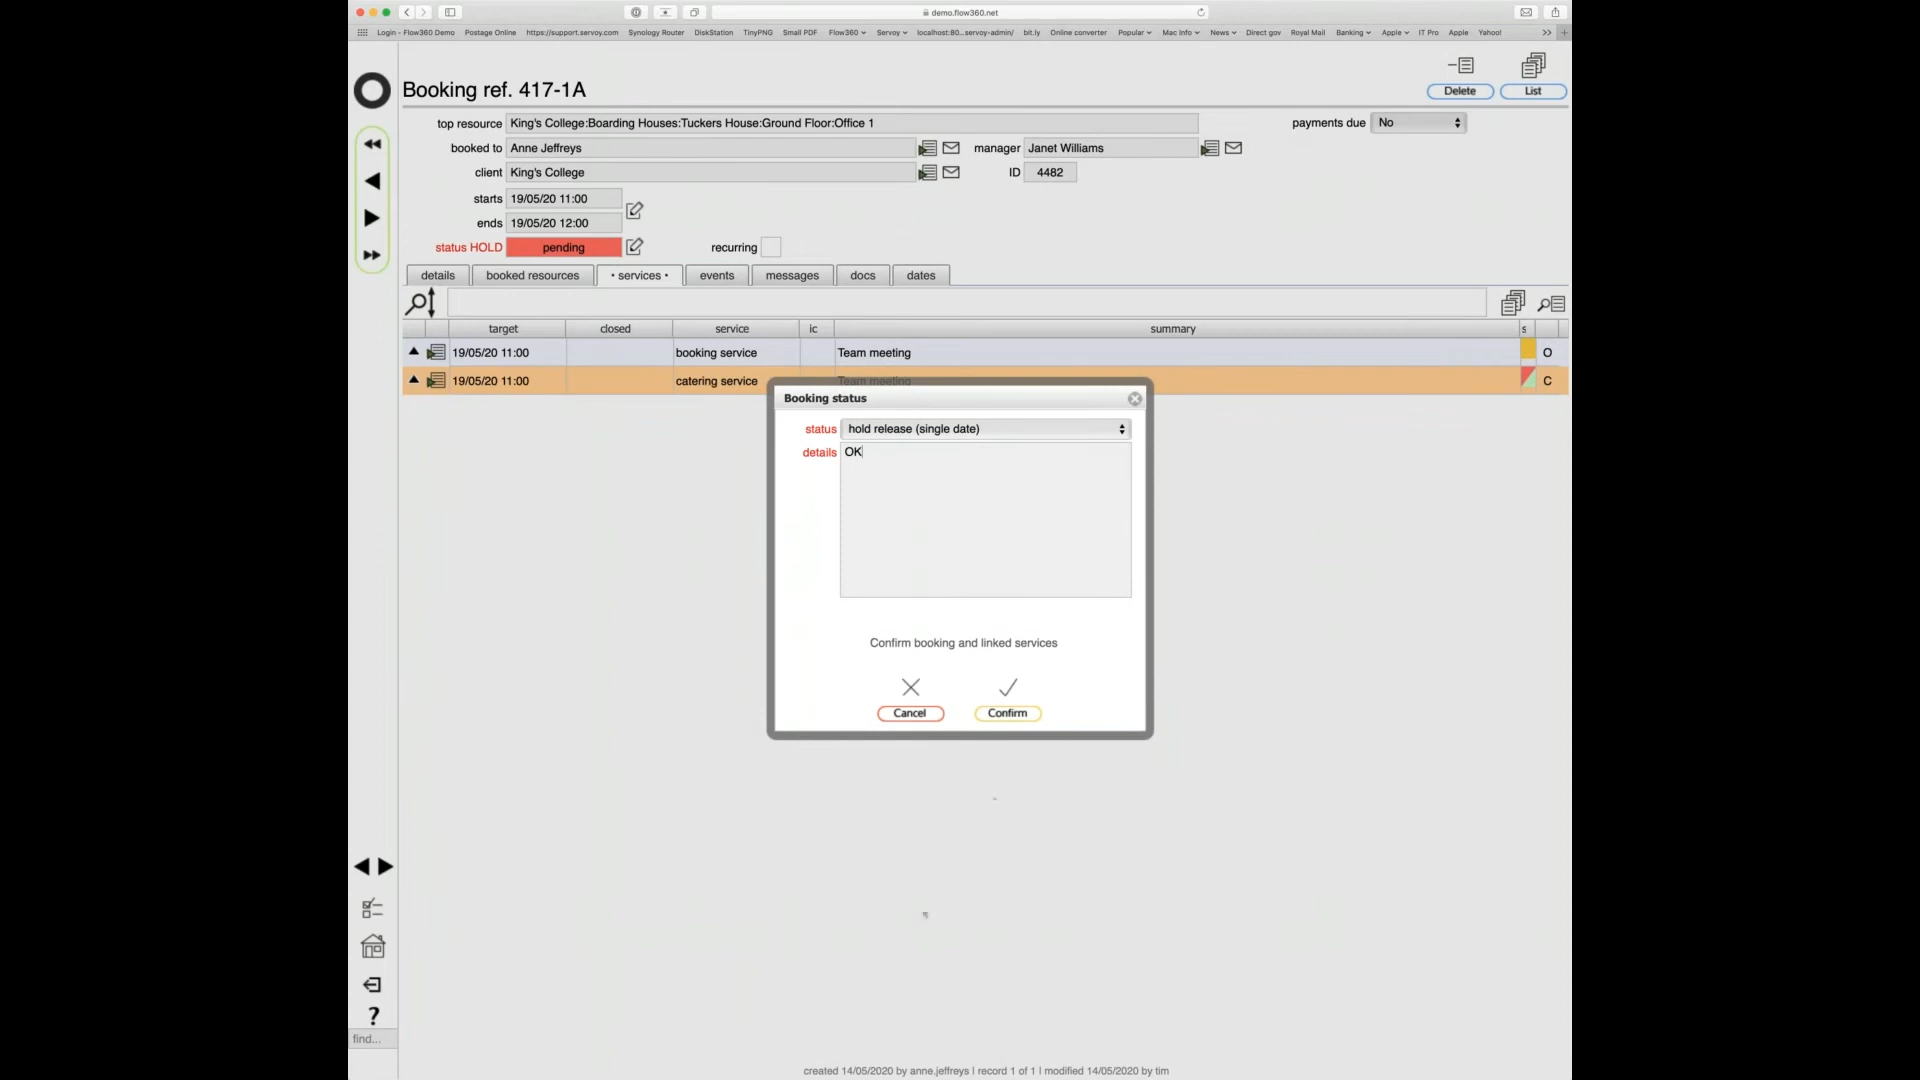 demo.flow360.net
Login - Flow360 Demo Postage Online https://support.servoy.com Synology Router DiskStation TinyPNG Small PDF Flow360 Servoy localhost:80...servoy-admin/ bit.ly Online converter Popular Mac Info News Direct gov Royal Mail Banking Apple IT Pro Apple Yahoo!
Booking ref. 417-1A
Delete List
top resource King's College:Boarding Houses:Tuckers House:Ground Floor:Office 1 payments due No
booked to Anne Jeffreys manager Janet Williams
client King's College ID 4482
starts 19/05/20 11:00
ends 19/05/20 12:00
status HOLD pending recurring
details booked resources • services • events messages docs dates
target closed service ic summary s
19/05/20 11:00 booking service Team meeting O
19/05/20 11:00 catering service Team meeting C
Booking status
status hold release (single date)
details OK
Confirm booking and linked services
Cancel Confirm
?
find...
created 14/05/2020 by anne.jeffreys | record 1 of 1 | modified 14/05/2020 by tim